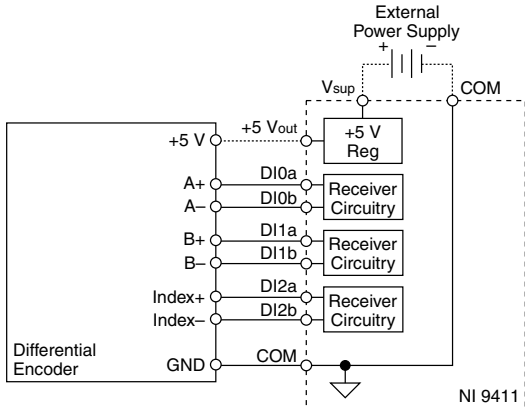 External
Power Supply
+ –
Vsup COM
+5 V +5 Vout +5 V
Reg
A+ DI0a Receiver
Circuitry
A– DI0b
B+ DI1a Receiver
Circuitry
B– DI1b
Index+ DI2a Receiver
Circuitry
Index– DI2b
Differential
Encoder
GND COM
NI 9411